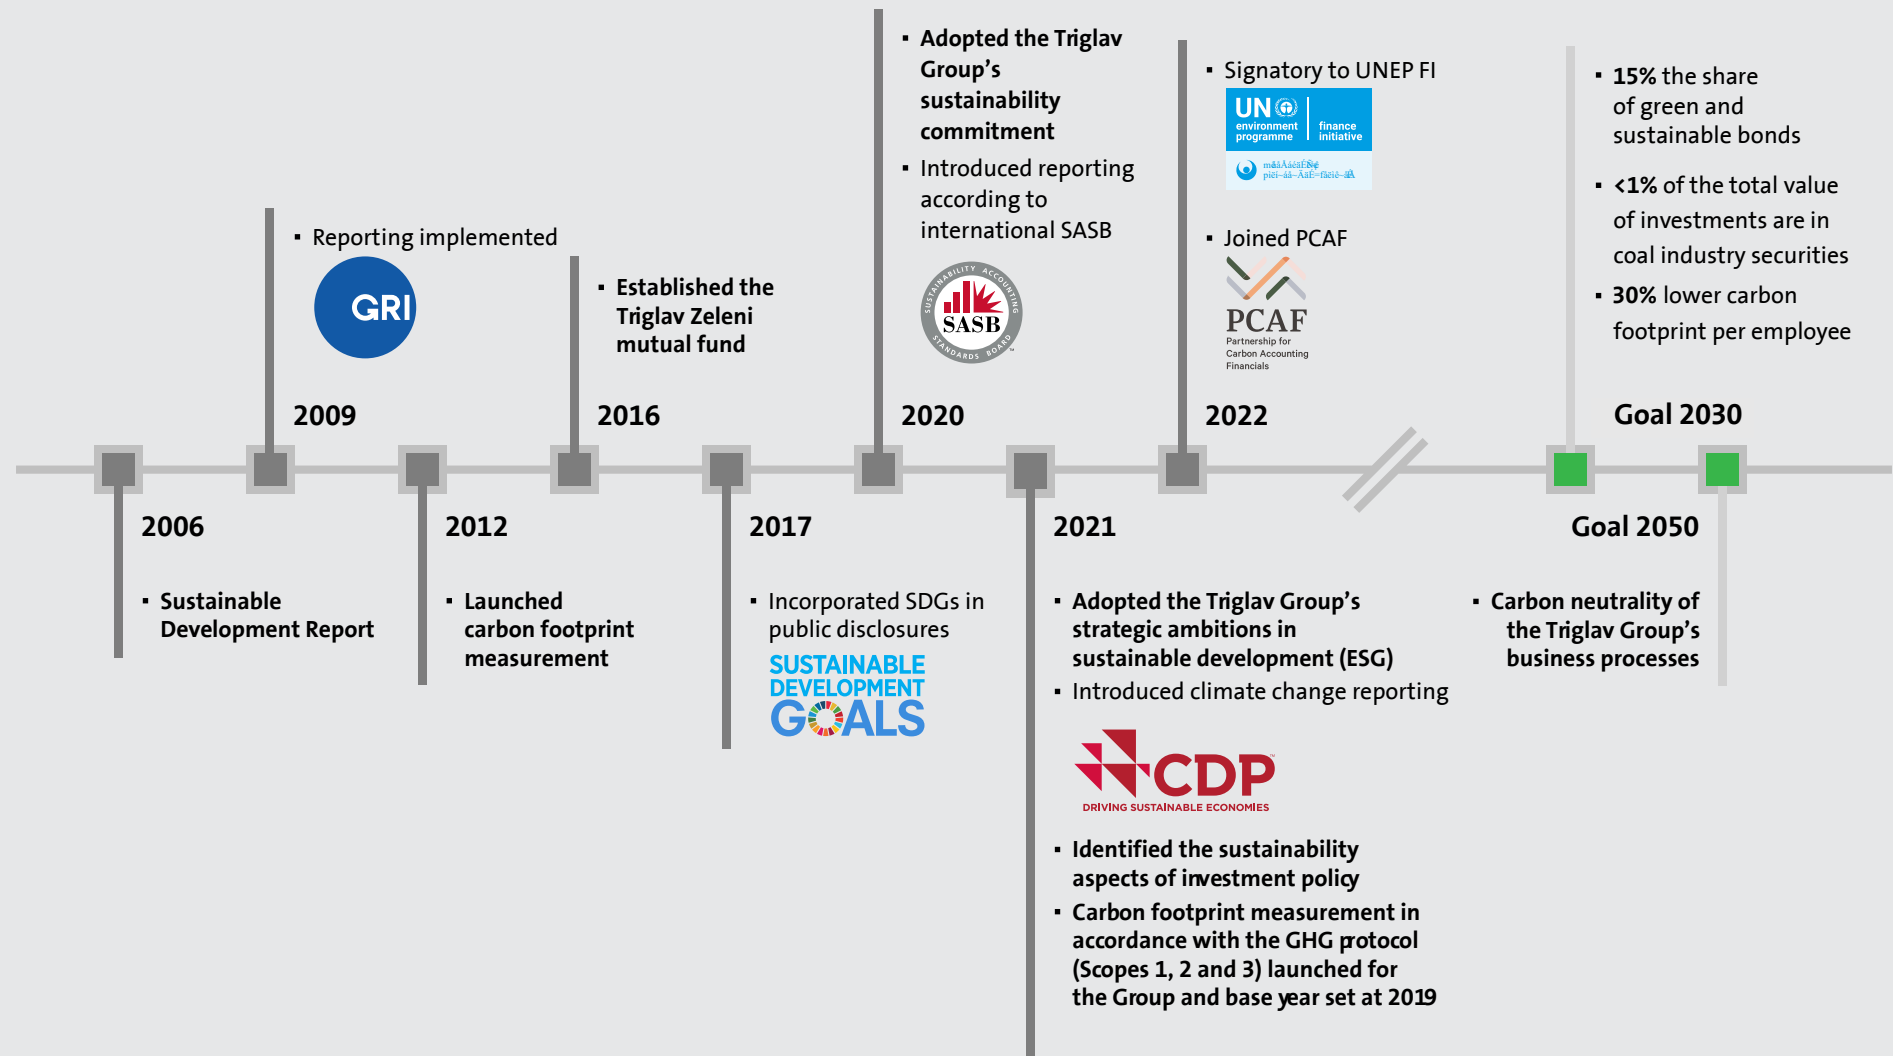 2006
▪ Sustainable
Development Report
▪ Reporting implemented
GRI
2009
2012
▪ Launched
carbon footprint
measurement
▪ Established the
Triglav Zeleni
mutual fund
2016
2017
▪ Incorporated SDGs in
public disclosures
SUSTAINABLE
DEVELOPMENT
GOALS
▪ Adopted the Triglav
Group’s
sustainability
commitment
▪ Introduced reporting
according to
international SASB
SUSTAINABILITY ACCOUNTING
SASB
STANDARDS BOARD
™
2020
2021
▪ Adopted the Triglav Group’s
strategic ambitions in
sustainable development (ESG)
▪ Introduced climate change reporting
CDP
DRIVING SUSTAINABLE ECONOMIES
▪ Identified the sustainability
aspects of investment policy
▪ Carbon footprint measurement in
accordance with the GHG protocol
(Scopes 1, 2 and 3) launched for
the Group and base year set at 2019
▪ Signatory to UNEP FI
UN
environment
programme
finance
initiative
▪ Joined PCAF
PCAF
Partnership for
Carbon Accounting
Financials
2022
▪ 15% the share
of green and
sustainable bonds
▪ <1% of the total value
of investments are in
coal industry securities
▪ 30% lower carbon
footprint per employee
Goal 2030
Goal 2050
▪ Carbon neutrality of
the Triglav Group’s
business processes